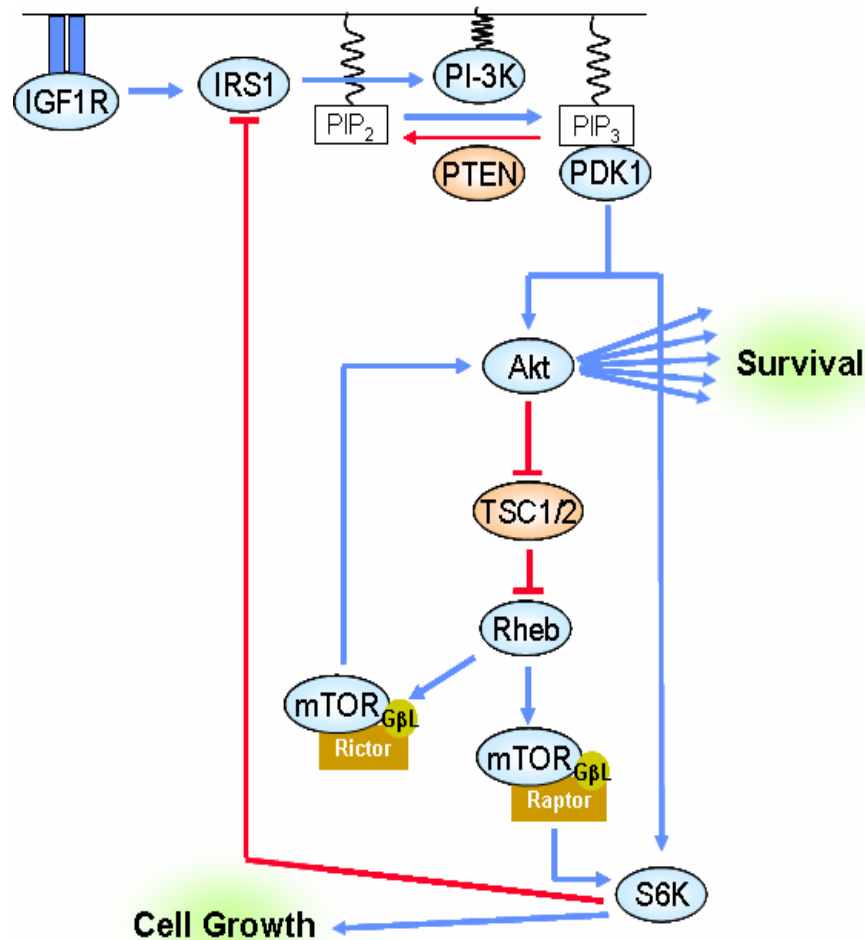 IGF1R
IRS1
PI-3K
PIP₂
PIP₃
PTEN
PDK1
Akt
Survival
TSC1/2
Rheb
mTOR
GβL
Rictor
mTOR
GβL
Raptor
S6K
Cell Growth